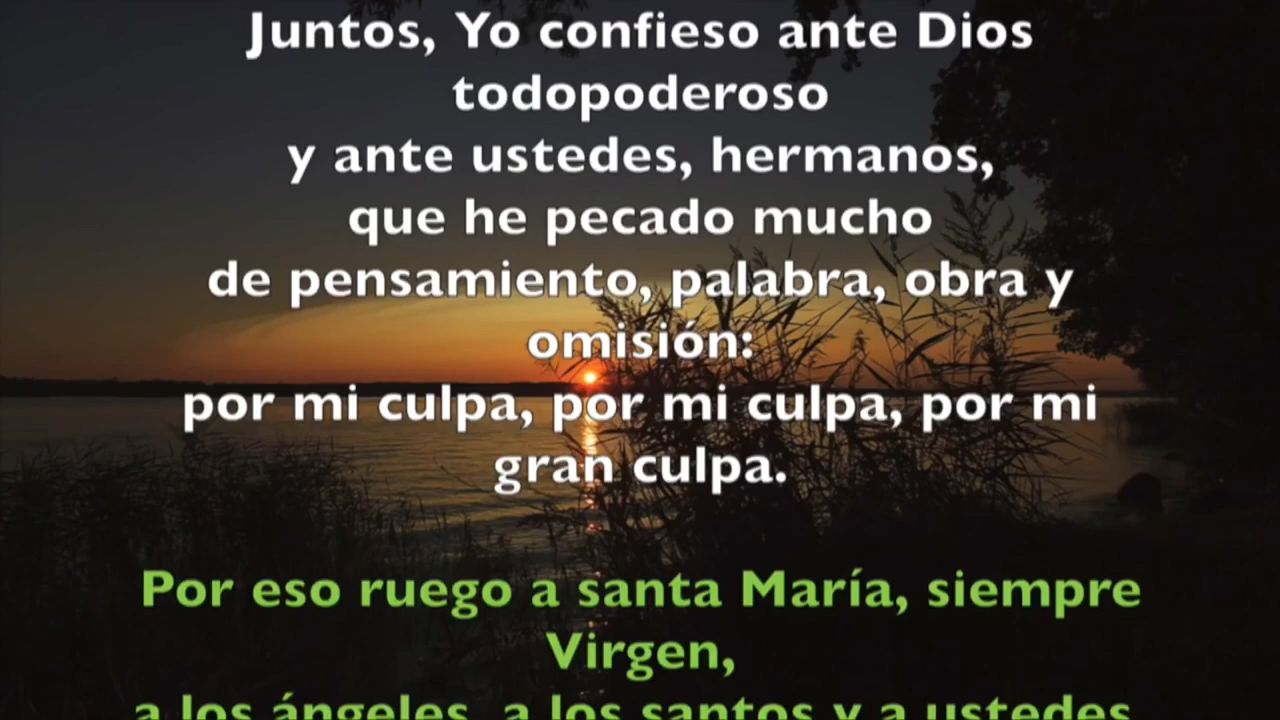 Juntos, Yo confieso ante Dios
todopoderoso
y ante ustedes, hermanos,
que he pecado mucho
de pensamiento, palabra, obra y
omisión:
por mi culpa, por mi culpa, por mi
gran culpa.
Por eso ruego a santa María, siempre
Virgen,
a los ángeles, a los santos y a ustedes,